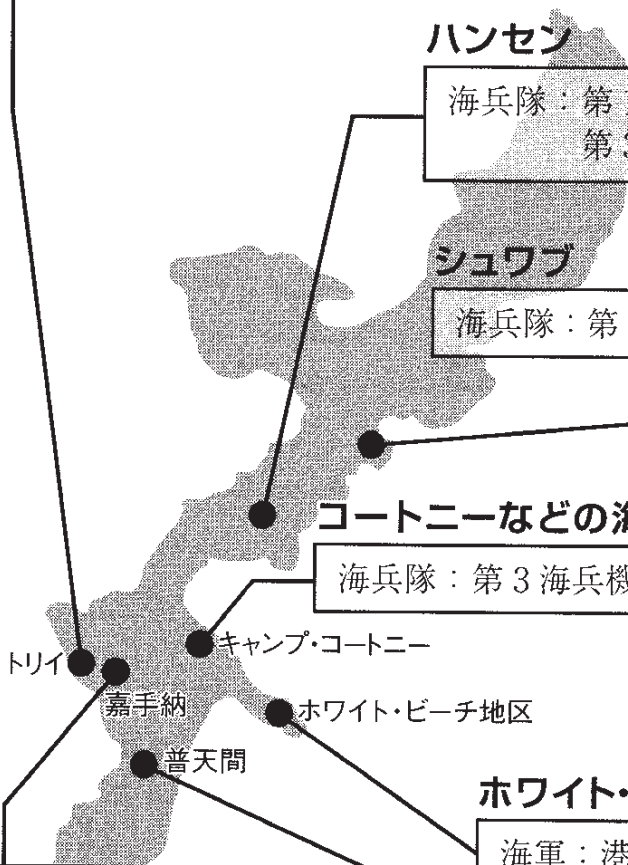 ハンセン
海兵隊：第
第
シュワブ
海兵隊：第
コートニーなどの海
海兵隊：第3海兵機
キャンプ・コートニー
トリイ
嘉手納
ホワイト・ビーチ地区
普天間
ホワイト・
海軍：港